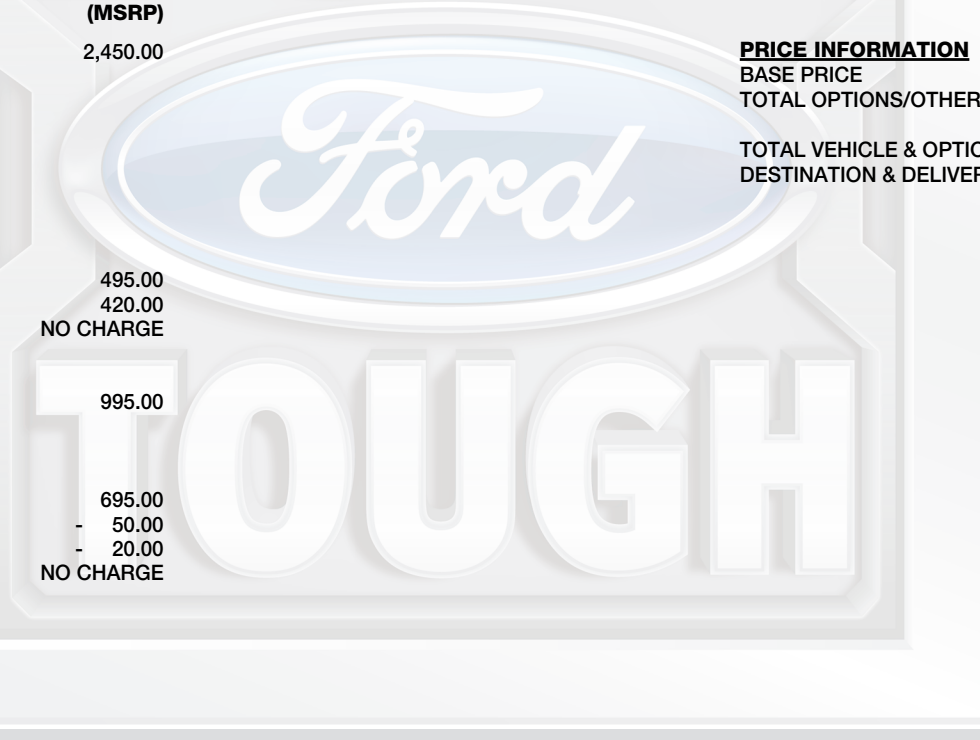 (MSRP)
2,450.00
495.00
420.00
NO CHARGE
995.00
695.00
- 50.00
- 20.00
NO CHARGE
PRICE INFORMATION
BASE PRICE
TOTAL OPTIONS/OTHER
TOTAL VEHICLE & OPTIO
DESTINATION & DELIVER
Ford
TOUGH